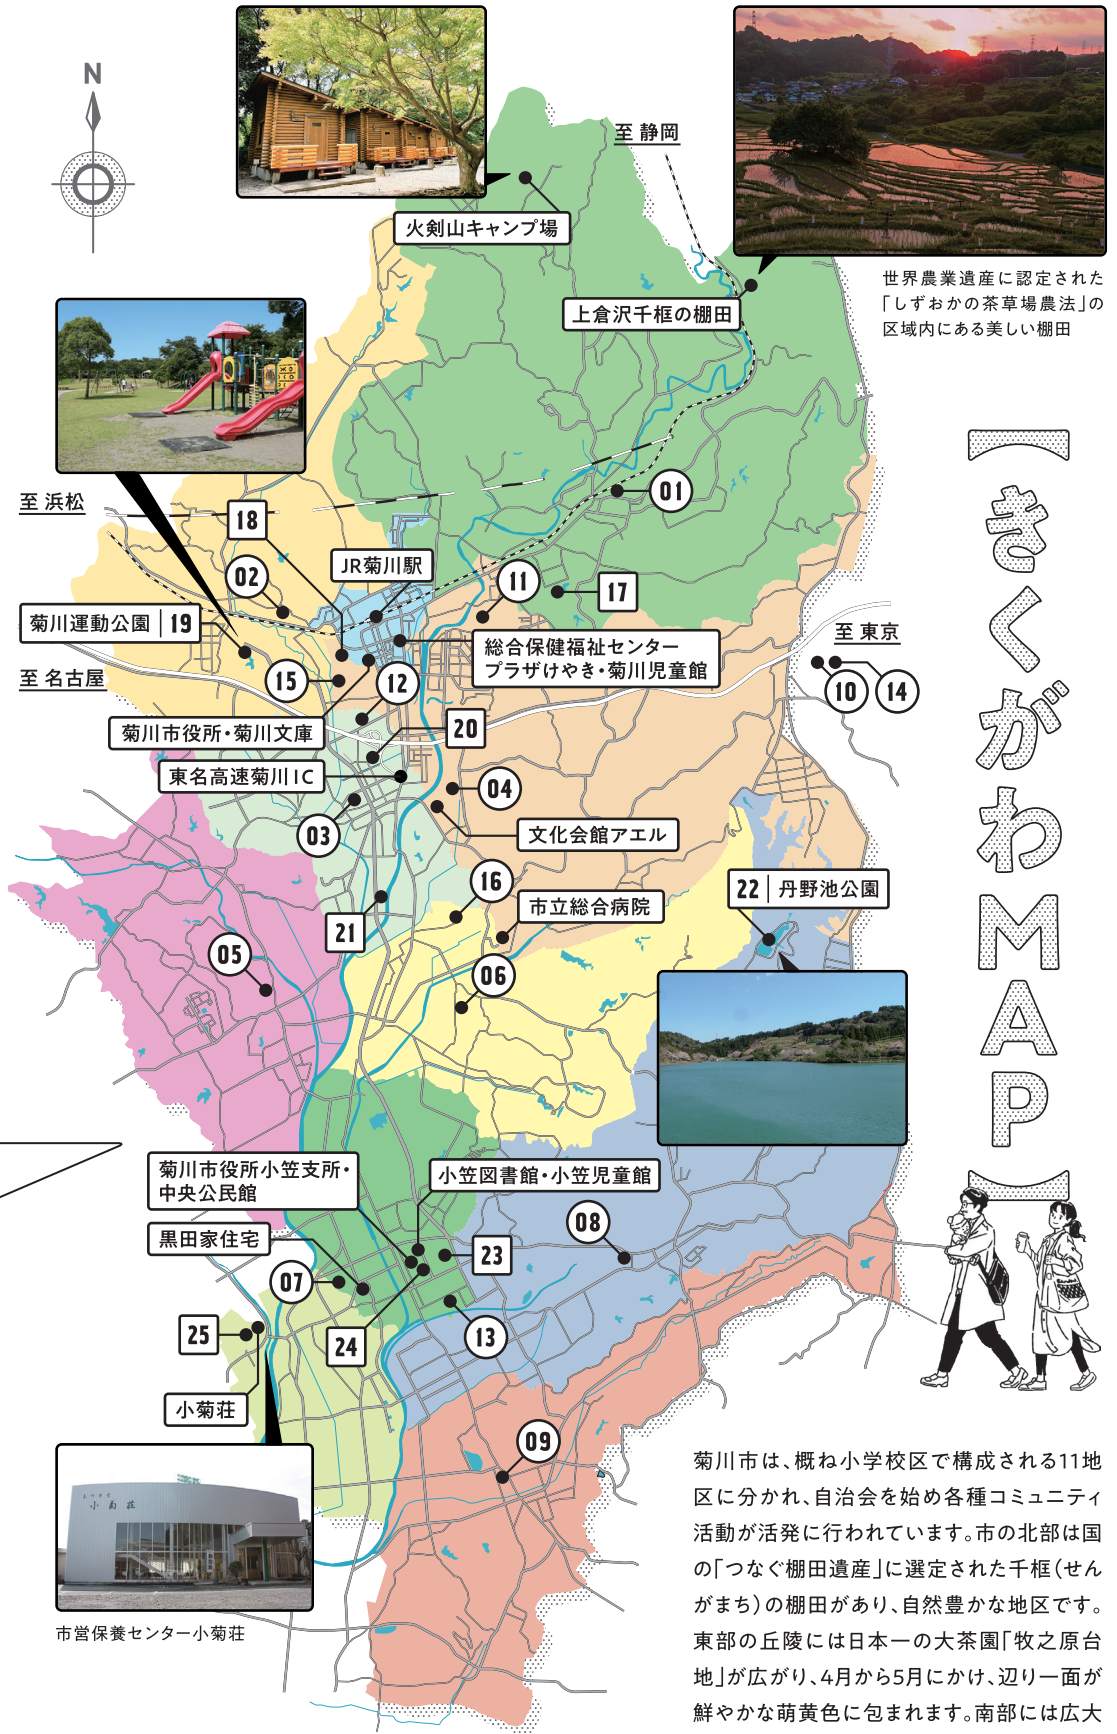 N
至 静岡
火剣山キャンプ場
上倉沢千框の棚田
世界農業遺産に認定された
「しずおかの茶草場農法」の
区域内にある美しい棚田
きくがわMAP
至 浜松
18
01
JR菊川駅
02
11
17
菊川運動公園 | 19
総合保健福祉センター
プラザけやき・菊川児童館
至 東京
至 名古屋
15
12
10
14
菊川市役所・菊川文庫
20
東名高速菊川IC
04
03
文化会館アエル
16
22 | 丹野池公園
市立総合病院
21
05
06
菊川市役所小笠支所・
中央公民館
小笠図書館・小笠児童館
黒田家住宅
08
23
07
25
24
13
小菊荘
09
小菊荘
市営保養センター小菊荘
菊川市は、概ね小学校区で構成される11地
区に分かれ、自治会を始め各種コミュニティ
活動が活発に行われています。市の北部は国
の「つなぐ棚田遺産」に選定された千框(せん
がまち)の棚田があり、自然豊かな地区です。
東部の丘陵には日本一の大茶園「牧之原台
地」が広がり、4月から5月にかけ、辺り一面が
鮮やかな萌黄色に包まれます。南部には広大